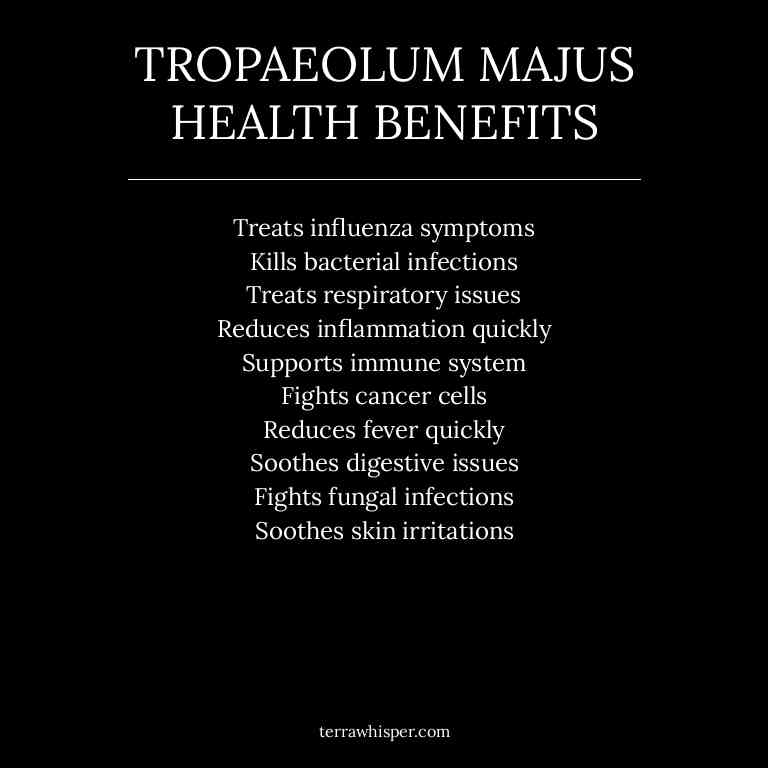 TROPAEOLUM MAJUS
HEALTH BENEFITS
Treats influenza symptoms
Kills bacterial infections
Treats respiratory issues
Reduces inflammation quickly
Supports immune system
Fights cancer cells
Reduces fever quickly
Soothes digestive issues
Fights fungal infections
Soothes skin irritations
terrawhisper.com